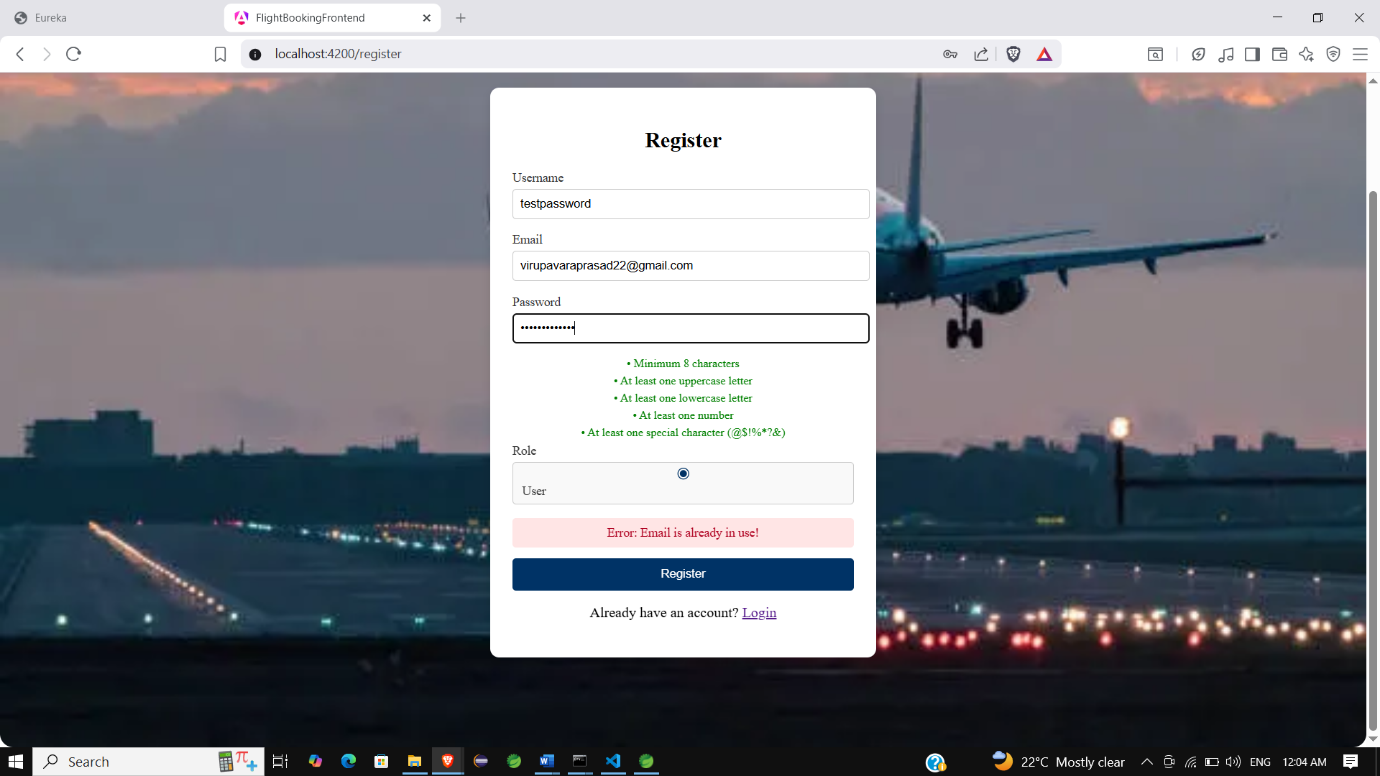 Eureka
FlightBookingFrontend
localhost:4200/register
Register
Username
testpassword
Email
virupavaraprasad22@gmail.com
Password
•••••••••••••
• Minimum 8 characters
• At least one uppercase letter
• At least one lowercase letter
• At least one number
• At least one special character (@$!%*?&)
Role
User
Error: Email is already in use!
Register
Already have an account? Login
Search
22°C Mostly clear
ENG
12:04 AM